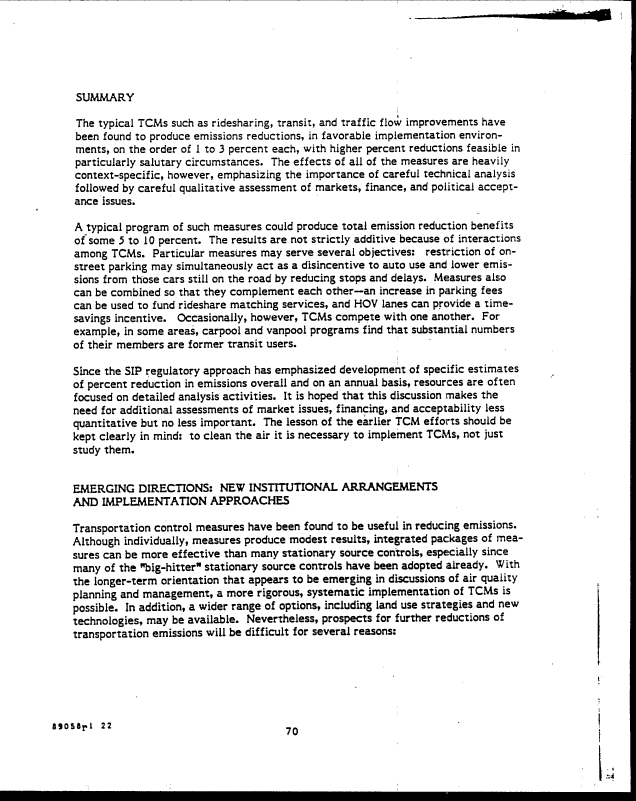 SUMMARY
The typical TCMs such as ridesharing, transit, and traffic flow improvements have
been found to produce emissions reductions, in favorable implementation environ-
ments, on the order of 1 to 3 percent each, with higher percent reductions feasible in
particularly salutary circumstances. The effects of all of the measures are heavily
context-specific, however, emphasizing the importance of careful technical analysis
followed by careful qualitative assessment of markets, finance, and political accept-
ance issues.
A typical program of such measures could produce total emission reduction benefits
of some 5 to 10 percent. The results are not strictly additive because of interactions
among TCMs. Particular measures may serve several objectives: restriction of on-
street parking may simultaneously act as a disincentive to auto use and lower emis-
sions from those cars still on the road by reducing stops and delays. Measures also
can be combined so that they complement each other—an increase in parking fees
can be used to fund rideshare matching services, and HOV lanes can provide a time-
savings incentive. Occasionally, however, TCMs compete with one another. For
example, in some areas, carpool and vanpool programs find that substantial numbers
of their members are former transit users.
Since the SIP regulatory approach has emphasized development of specific estimates
of percent reduction in emissions overall and on an annual basis, resources are often
focused on detailed analysis activities. It is hoped that this discussion makes the
need for additional assessments of market issues, financing, and acceptability less
quantitative but no less important. The lesson of the earlier TCM efforts should be
kept clearly in mind: to clean the air it is necessary to implement TCMs, not just
study them.
EMERGING DIRECTIONS: NEW INSTITUTIONAL ARRANGEMENTS
AND IMPLEMENTATION APPROACHES
Transportation control measures have been found to be useful in reducing emissions.
Although individually, measures produce modest results, integrated packages of mea-
sures can be more effective than many stationary source controls, especially since
many of the "big-hitter" stationary source controls have been adopted already. With
the longer-term orientation that appears to be emerging in discussions of air quality
planning and management, a more rigorous, systematic implementation of TCMs is
possible. In addition, a wider range of options, including land use strategies and new
technologies, may be available. Nevertheless, prospects for further reductions of
transportation emissions will be difficult for several reasons:
89058r1 22
70